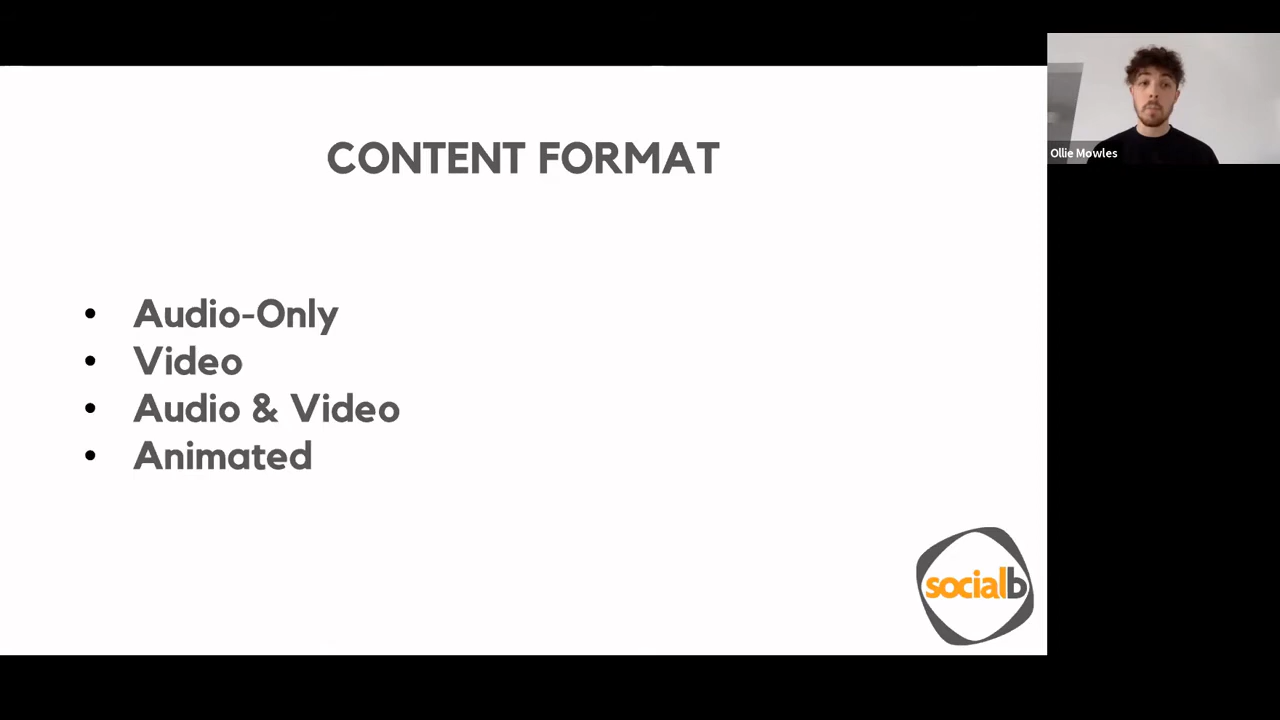 CONTENT FORMAT
• Audio-Only
• Video
• Audio & Video
• Animated
socialb
Ollie Mowles